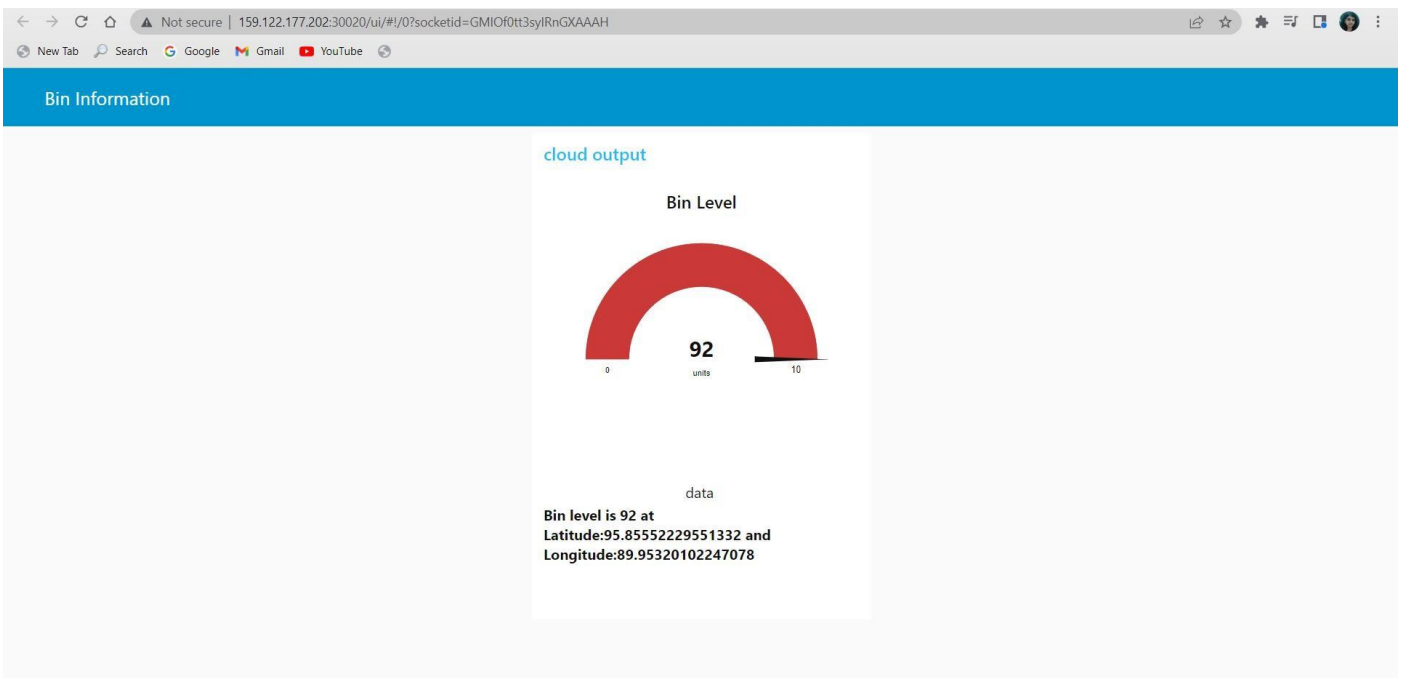 Not secure | 159.122.177.202:30020/ui/#!/0?socketid=GMIOf0tt3sylRnGXAAAH
New Tab Search Google Gmail YouTube
Bin Information
cloud output
Bin Level
92
units
0 10
data
Bin level is 92 at
Latitude:95.85552229551332 and
Longitude:89.95320102247078